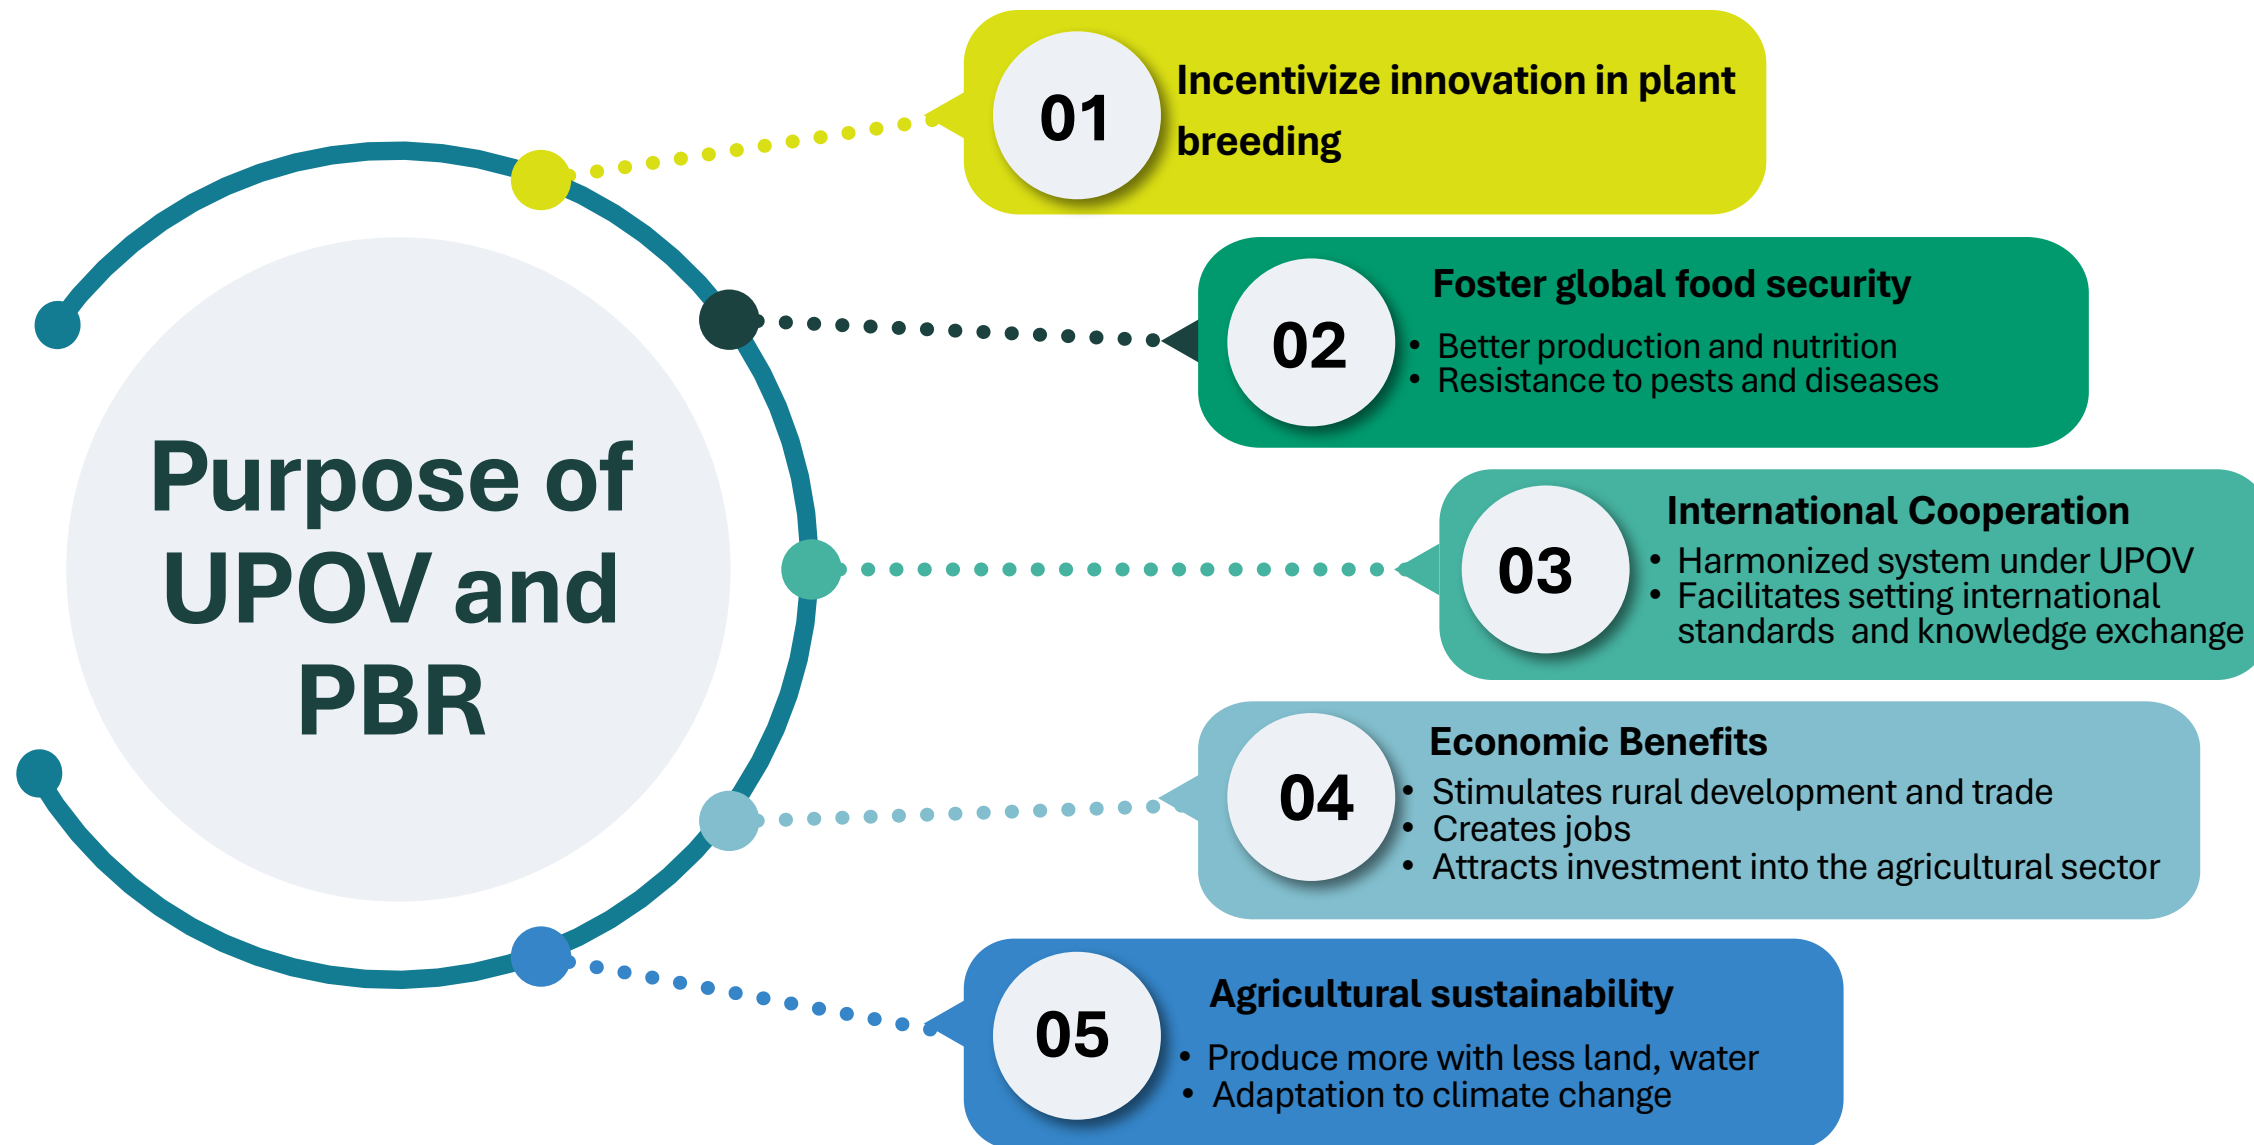 Purpose of
UPOV and
PBR
01
Incentivize innovation in plant
breeding
02
Foster global food security
• Better production and nutrition
• Resistance to pests and diseases
03
International Cooperation
• Harmonized system under UPOV
• Facilitates setting international
standards  and knowledge exchange
04
Economic Benefits
• Stimulates rural development and trade
• Creates jobs
• Attracts investment into the agricultural sector
05
Agricultural sustainability
• Produce more with less land, water
• Adaptation to climate change